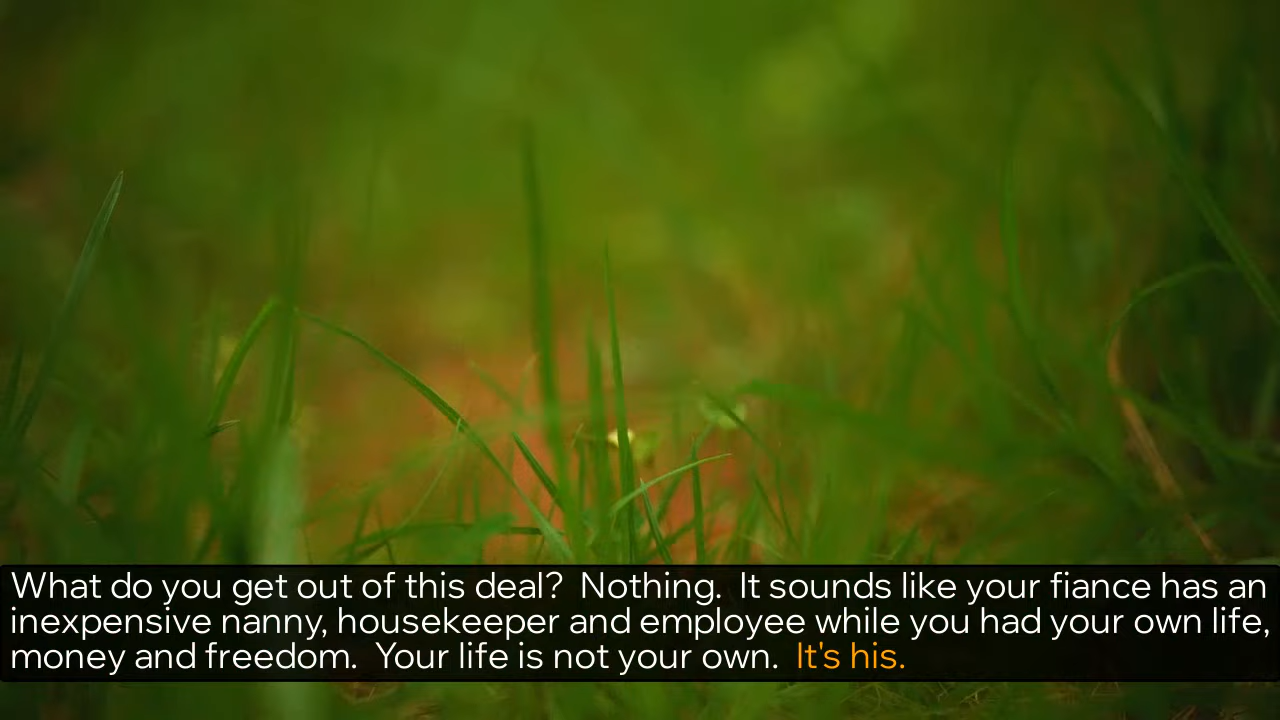 What do you get out of this deal?  Nothing.  It sounds like your fiance has an
inexpensive nanny, housekeeper and employee while you had your own life,
money and freedom.  Your life is not your own.  It's his.